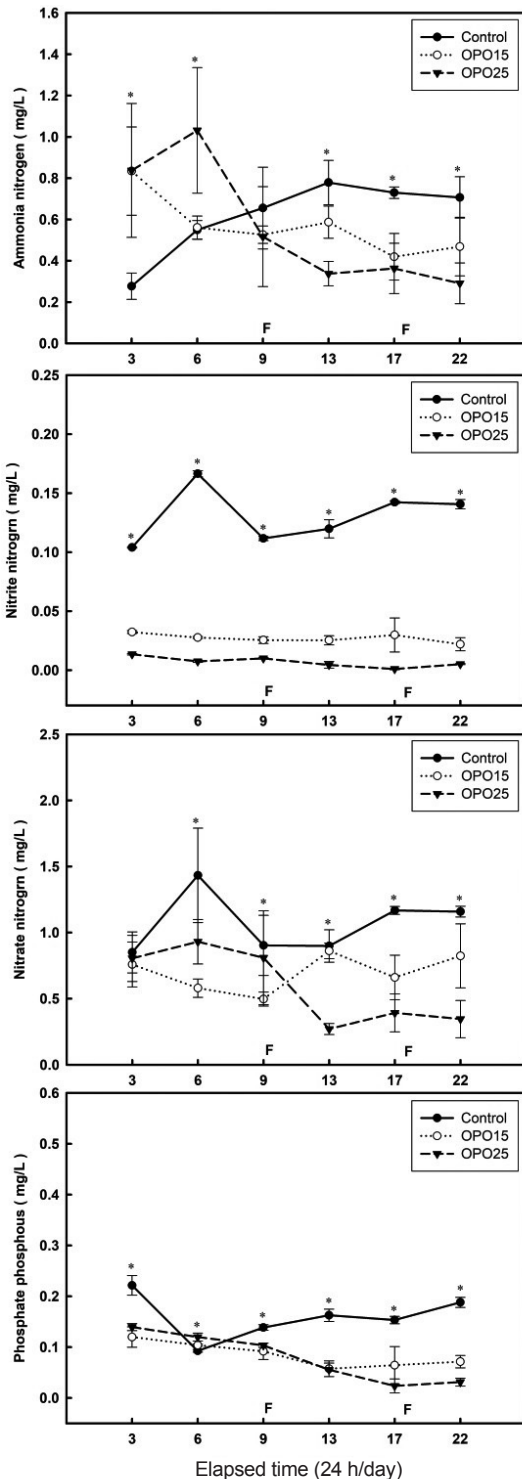 Ammonia nitrogen ( mg/L )
1.6
1.4
1.2
1.0
0.8
0.6
0.4
0.2
0.0
Control
OPO15
OPO25
* * * * *
F F
3 6 9 13 17 22
Nitrite nitrogrn ( mg/L )
0.25
0.20
0.15
0.10
0.05
0.00
Control
OPO15
OPO25
* * * * * *
F F
3 6 9 13 17 22
Nitrate nitrogrn ( mg/L )
2.5
2.0
1.5
1.0
0.5
0.0
Control
OPO15
OPO25
* * * * *
F F
3 6 9 13 17 22
Phosphate phosphous ( mg/L )
0.6
0.5
0.4
0.3
0.2
0.1
0.0
Control
OPO15
OPO25
* * * * * *
F F
3 6 9 13 17 22
Elapsed time (24 h/day)